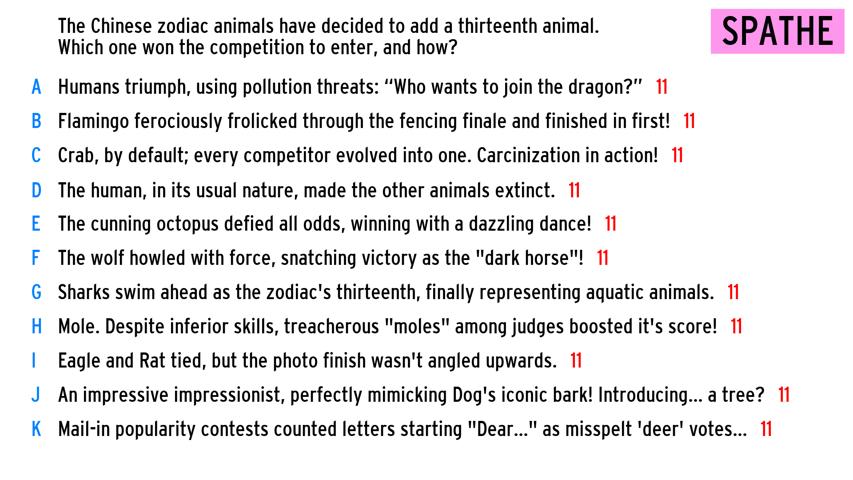 The Chinese zodiac animals have decided to add a thirteenth animal.
Which one won the competition to enter, and how?
SPATHE
A Humans triumph, using pollution threats: “Who wants to join the dragon?” 11
B Flamingo ferociously frolicked through the fencing finale and finished in first! 11
C Crab, by default; every competitor evolved into one. Carcinization in action! 11
D The human, in its usual nature, made the other animals extinct. 11
E The cunning octopus defied all odds, winning with a dazzling dance! 11
F The wolf howled with force, snatching victory as the "dark horse"! 11
G Sharks swim ahead as the zodiac's thirteenth, finally representing aquatic animals. 11
H Mole. Despite inferior skills, treacherous "moles" among judges boosted it's score! 11
I Eagle and Rat tied, but the photo finish wasn't angled upwards. 11
J An impressive impressionist, perfectly mimicking Dog's iconic bark! Introducing... a tree? 11
K Mail-in popularity contests counted letters starting "Dear..." as misspelt 'deer' votes... 11